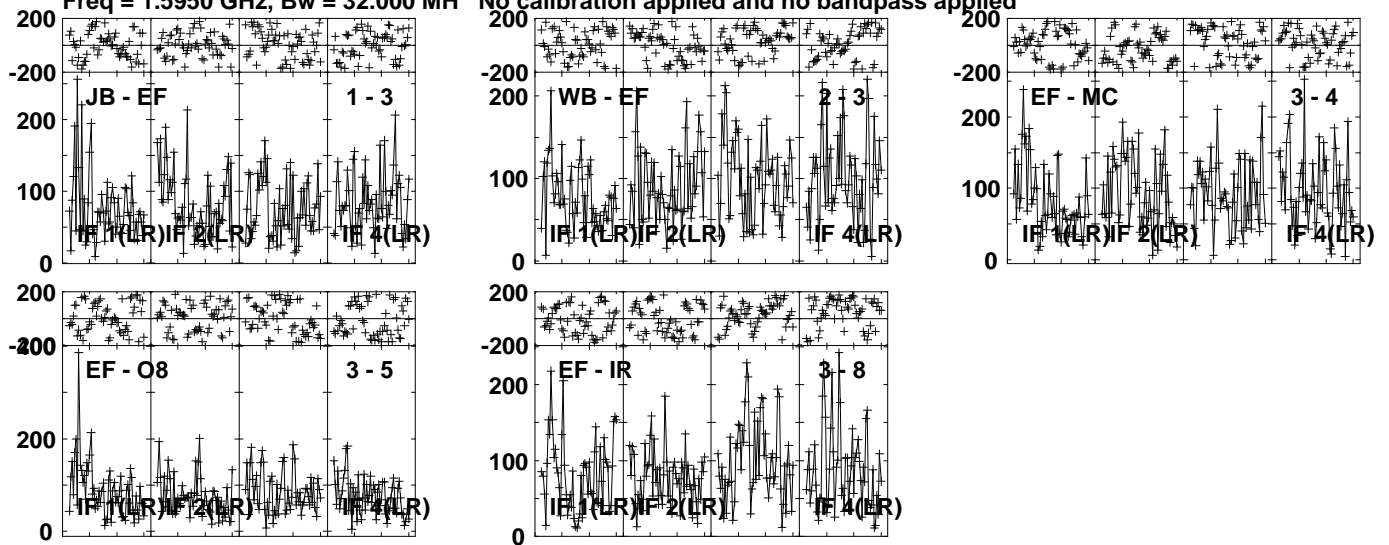 Freq = 1.5950 GHz, Bw = 32.000 MH No calibration applied and no bandpass applied
200
-200
JB - EF 1 - 3
200
100
0
IF 1(LR) IF 2(LR) IF 4(LR)
200
-200
WB - EF 2 - 3
200
100
0
IF 1(LR) IF 2(LR) IF 4(LR)
200
-200
EF - MC 3 - 4
200
100
0
IF 1(LR) IF 2(LR) IF 4(LR)
200
-200
400
EF - O8 3 - 5
200
0
IF 1(LR) IF 2(LR) IF 4(LR)
200
-200
EF - IR 3 - 8
200
100
0
IF 1(LR) IF 2(LR) IF 4(LR)